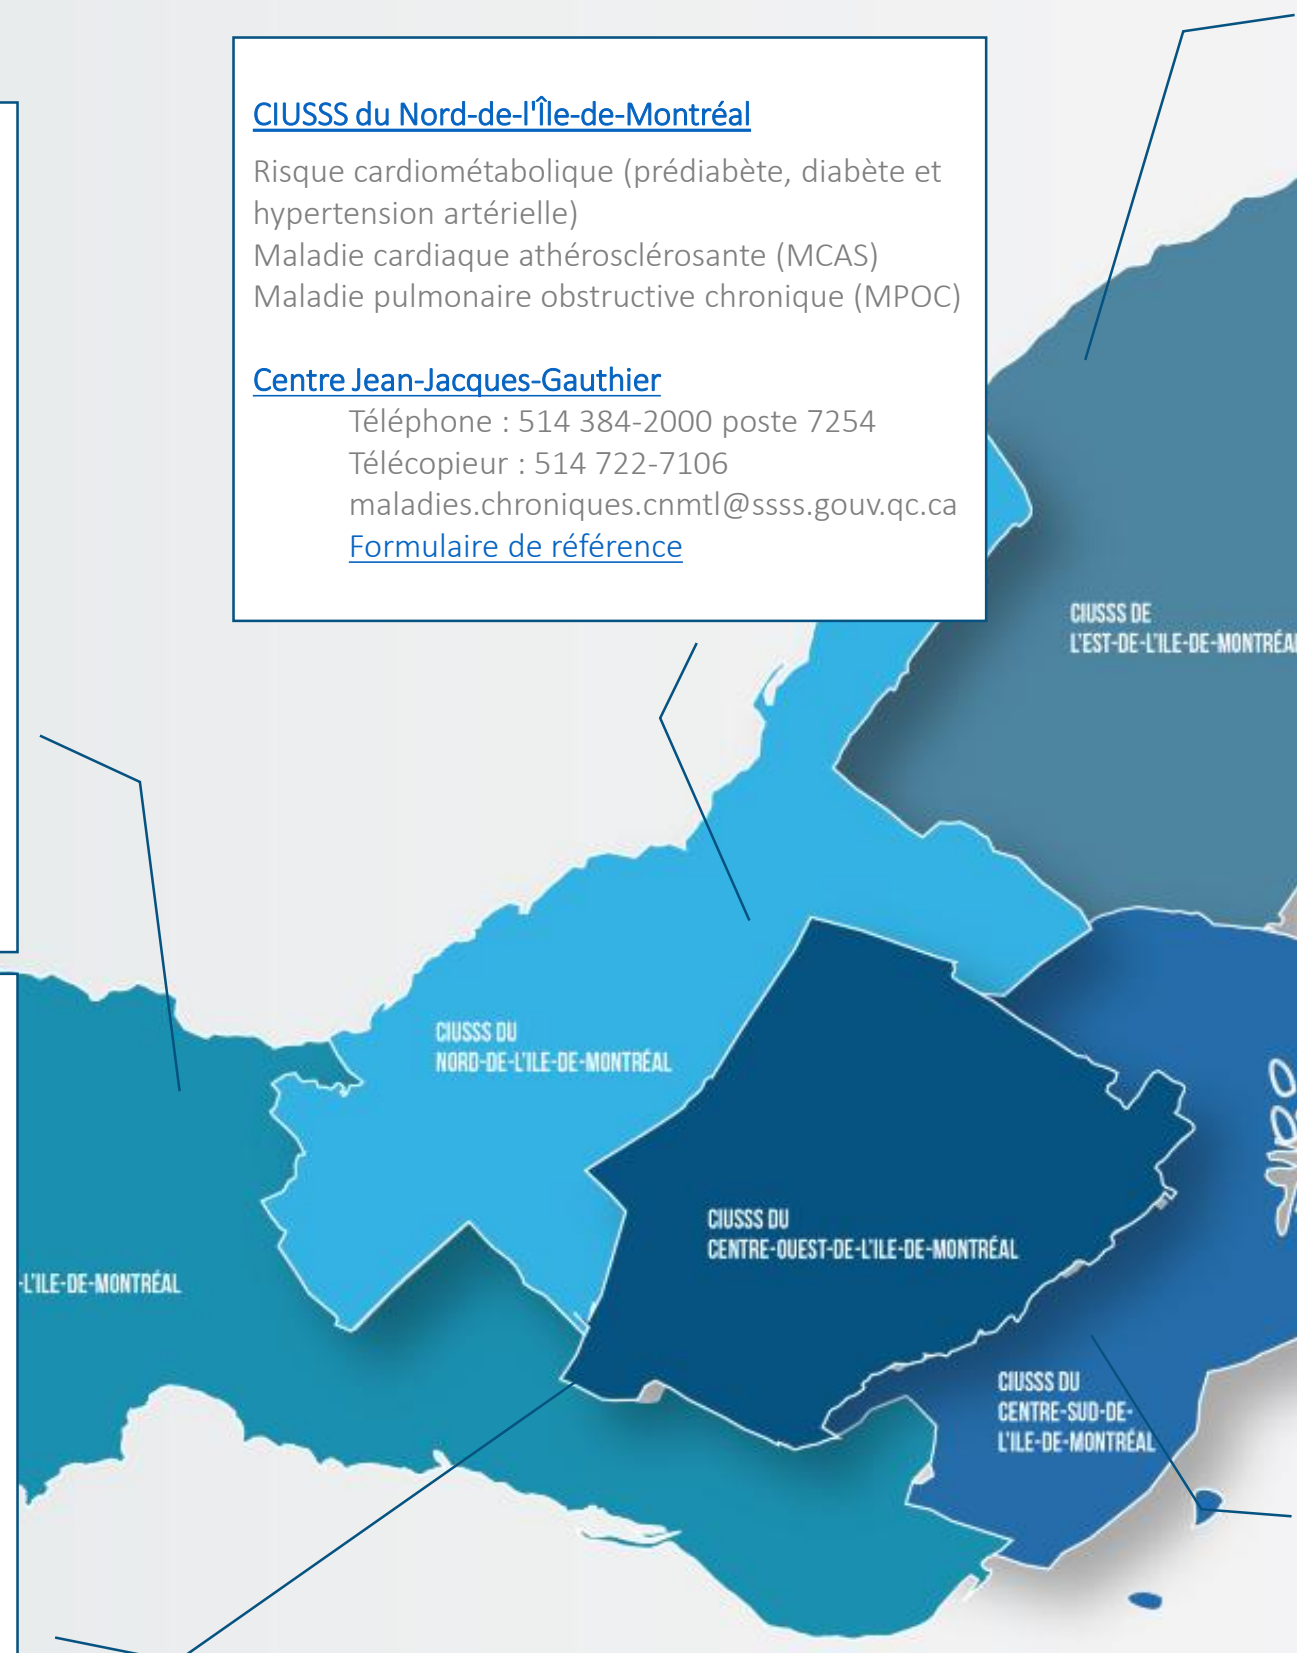 CIUSSS du Nord-de-l'Île-de-Montréal
Risque cardiométabolique (prédiabète, diabète et
hypertension artérielle)
Maladie cardiaque athérosclérosante (MCAS)
Maladie pulmonaire obstructive chronique (MPOC)
Centre Jean-Jacques-Gauthier
Téléphone : 514 384-2000 poste 7254
Télécopieur : 514 722-7106
maladies.chroniques.cnmtl@ssss.gouv.qc.ca
Formulaire de référence
CIUSSS DE
L'EST-DE-L'ILE-DE-MONTRÉAL
CIUSSS DU
NORD-DE-L'ILE-DE-MONTRÉAL
CIUSSS DU
CENTRE-OUEST-DE-L'ILE-DE-MONTRÉAL
-L'ILE-DE-MONTRÉAL
CIUSSS DU
CENTRE-SUD-DE-
L'ILE-DE-MONTRÉAL